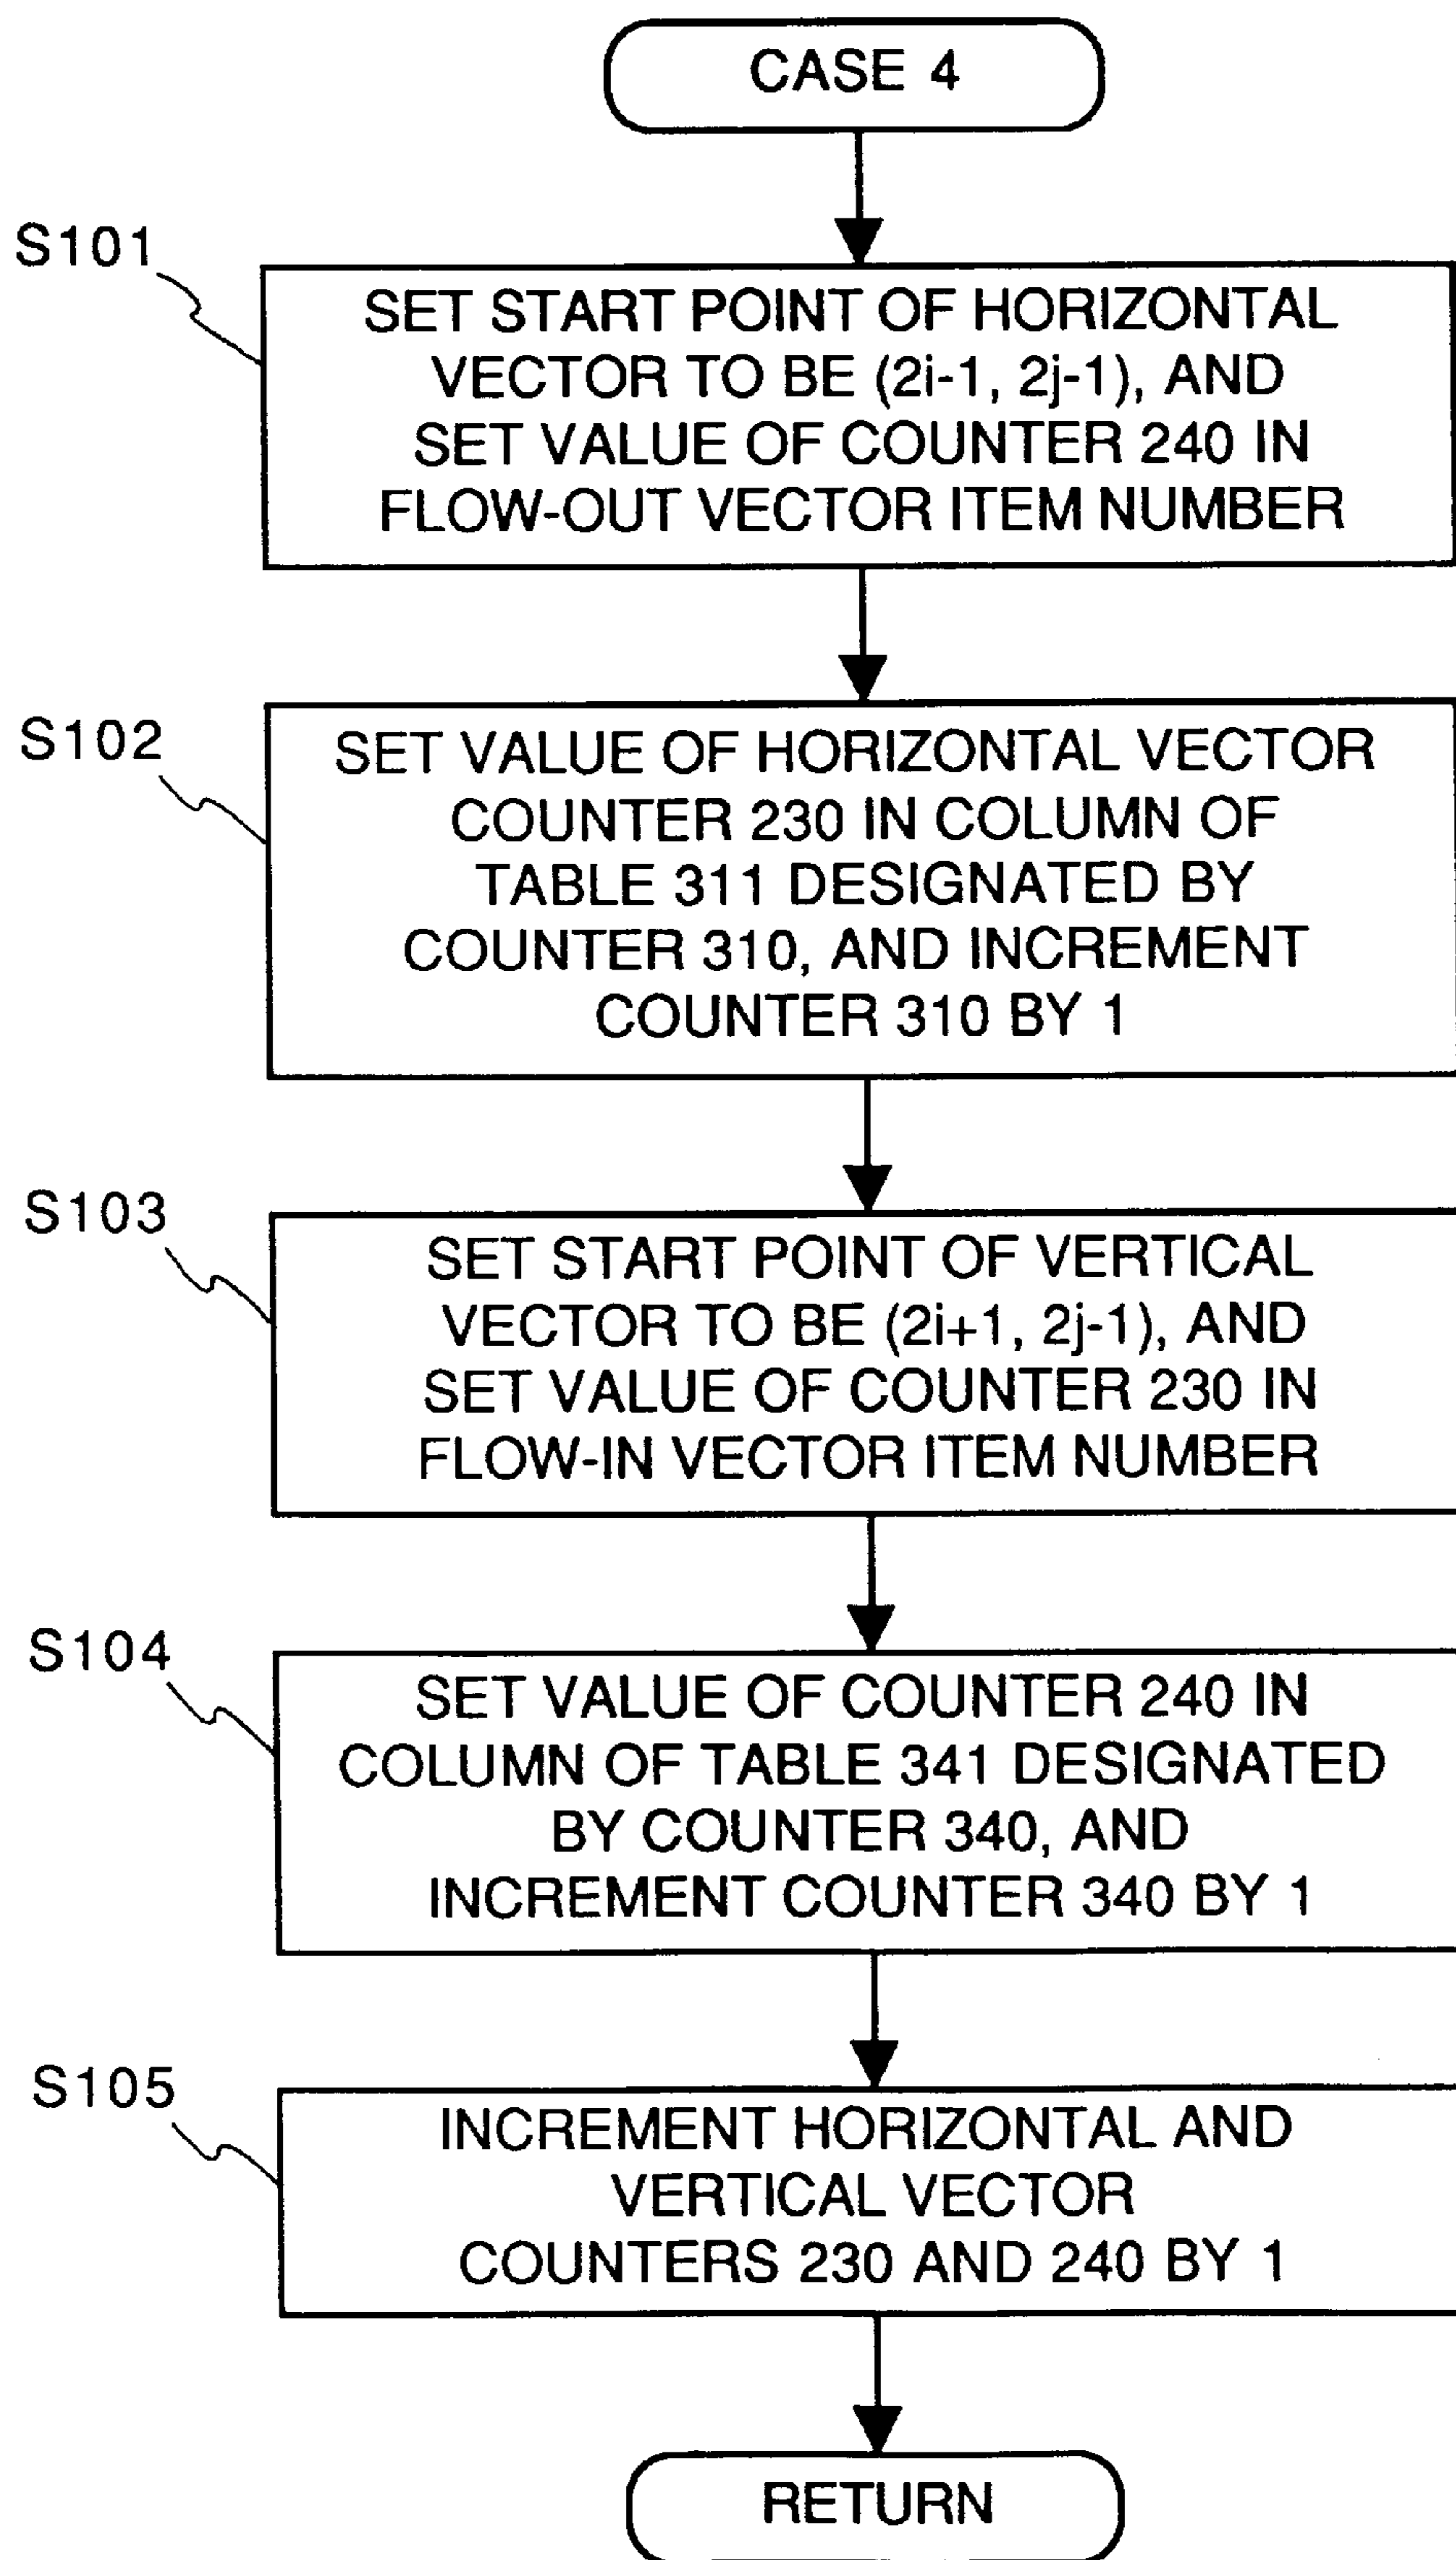 CASE 4
S101
SET START POINT OF HORIZONTAL
VECTOR TO BE (2i-1, 2j-1), AND
SET VALUE OF COUNTER 240 IN
FLOW-OUT VECTOR ITEM NUMBER
S102
SET VALUE OF HORIZONTAL VECTOR
COUNTER 230 IN COLUMN OF
TABLE 311 DESIGNATED BY
COUNTER 310, AND INCREMENT
COUNTER 310 BY 1
S103
SET START POINT OF VERTICAL
VECTOR TO BE (2i+1, 2j-1), AND
SET VALUE OF COUNTER 230 IN
FLOW-IN VECTOR ITEM NUMBER
S104
SET VALUE OF COUNTER 240 IN
COLUMN OF TABLE 341 DESIGNATED
BY COUNTER 340, AND
INCREMENT COUNTER 340 BY 1
S105
INCREMENT HORIZONTAL AND
VERTICAL VECTOR
COUNTERS 230 AND 240 BY 1
RETURN